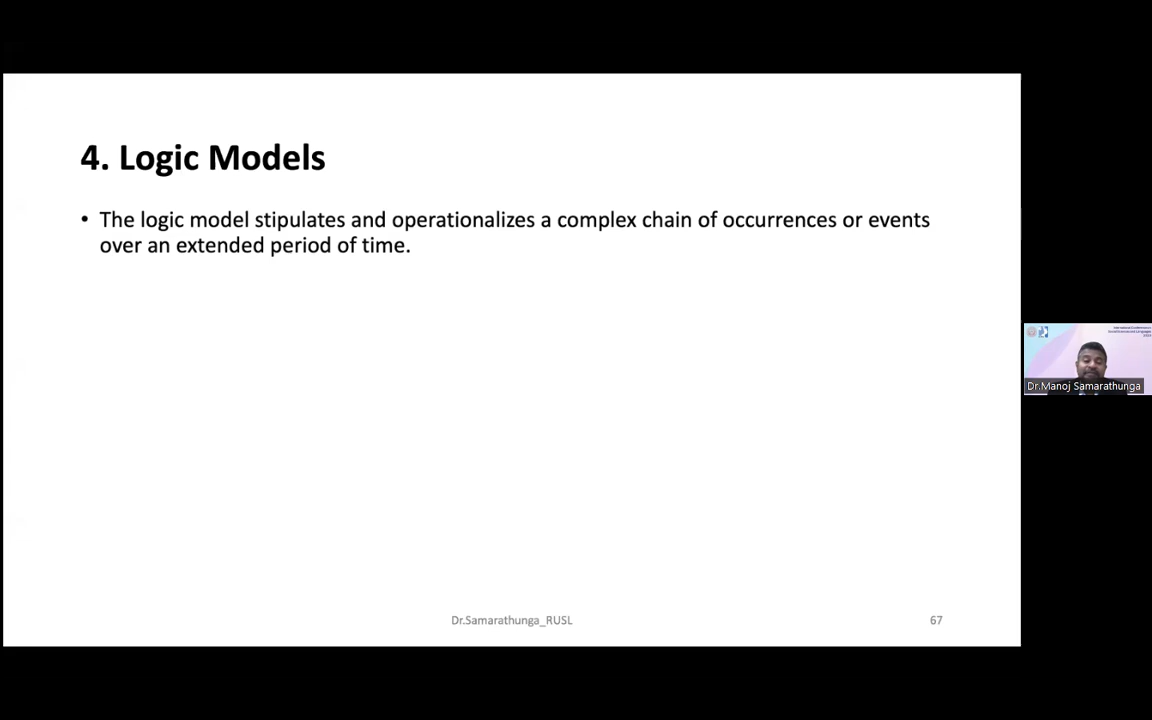 4. Logic Models
• The logic model stipulates and operationalizes a complex chain of occurrences or events
over an extended period of time.
Dr.Manoj Samarathunga
Dr.Samarathunga_RUSL
67